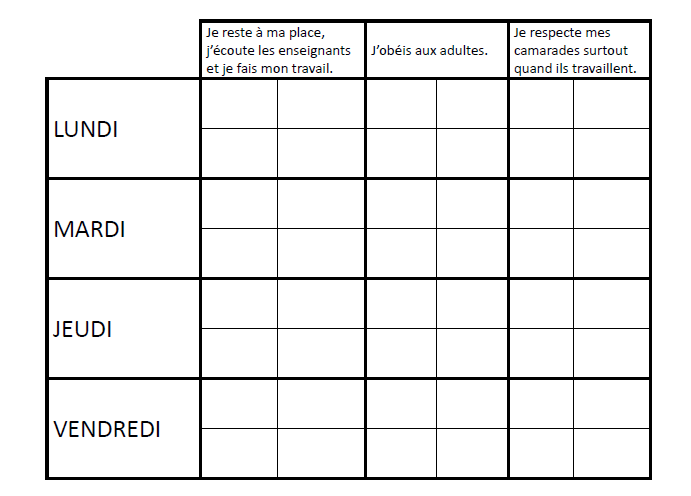 Je reste à ma place,
j'écoute les enseignants
et je fais mon travail.
J'obéis aux adultes.
Je respecte mes
camarades surtout
quand ils travaillent.
LUNDI
MARDI
JEUDI
VENDREDI